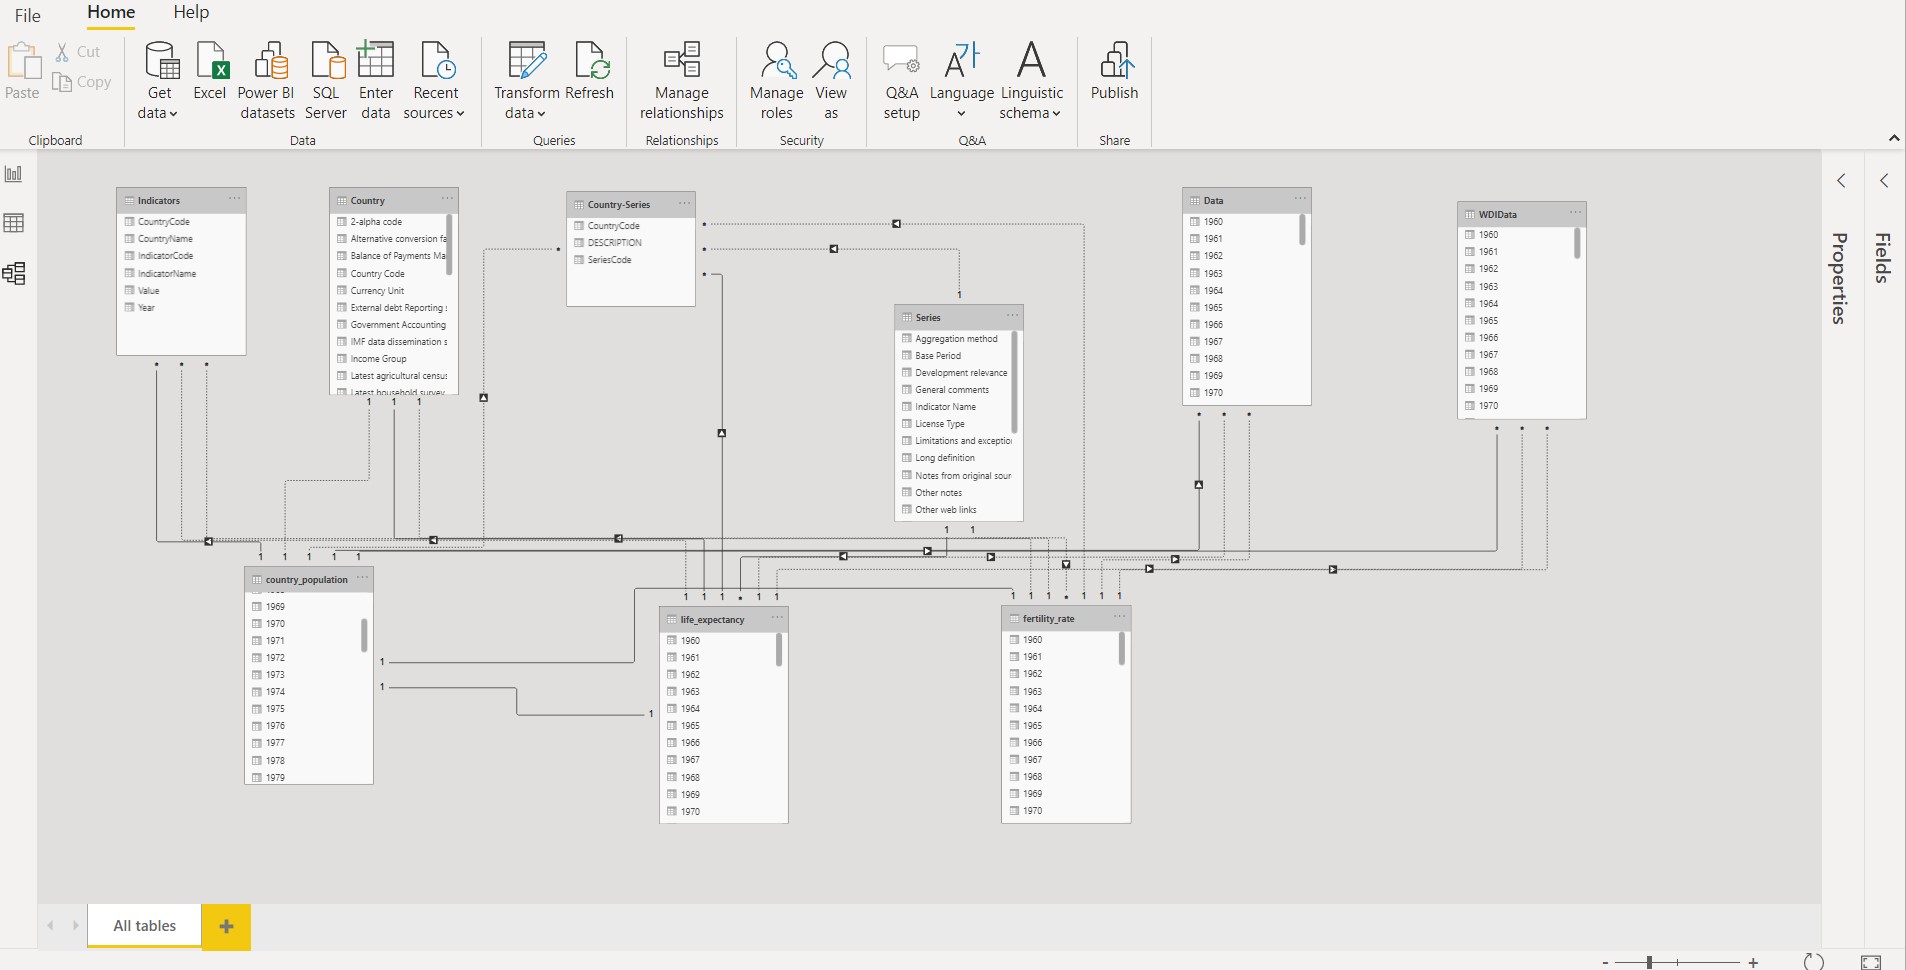 File
Home
Help
Paste
Cut
Copy
Clipboard
Get
data
Excel
Power BI
datasets
SQL
Server
Enter
data
Recent
sources
Data
Transform
data
Refresh
Queries
Manage
relationships
Relationships
Manage
roles
View
as
Security
Q&A
setup
Language
Linguistic
schema
Q&A
Publish
Share
Indicators
CountryCode
CountryName
IndicatorCode
IndicatorName
Value
Year
Country
2-alpha code
Alternative conversion fa
Balance of Payments Ma
Country Code
Currency Unit
External debt Reporting
Government Accounting
IMF data dissemination s
Income Group
Latest agricultural census
Latest household survey
Country-Series
CountryCode
DESCRIPTION
SeriesCode
Series
Aggregation method
Base Period
Development relevance
General comments
Indicator Name
License Type
Limitations and exceptio
Long definition
Notes from original sour
Other notes
Other web links
Data
1960
1961
1962
1963
1964
1965
1966
1967
1968
1969
1970
WDIData
1960
1961
1962
1963
1964
1965
1966
1967
1968
1969
1970
Properties
Fields
1
1 1 1
1 1
1 1 1 1 1
1 1 1 1 1
1 1 1 1 1 1
country_population
1969
1970
1971
1972
1973
1974
1975
1976
1977
1978
1979
1
1
1
life_expectancy
1960
1961
1962
1963
1964
1965
1966
1967
1968
1969
1970
fertility_rate
1960
1961
1962
1963
1964
1965
1966
1967
1968
1969
1970
All tables
+
- +